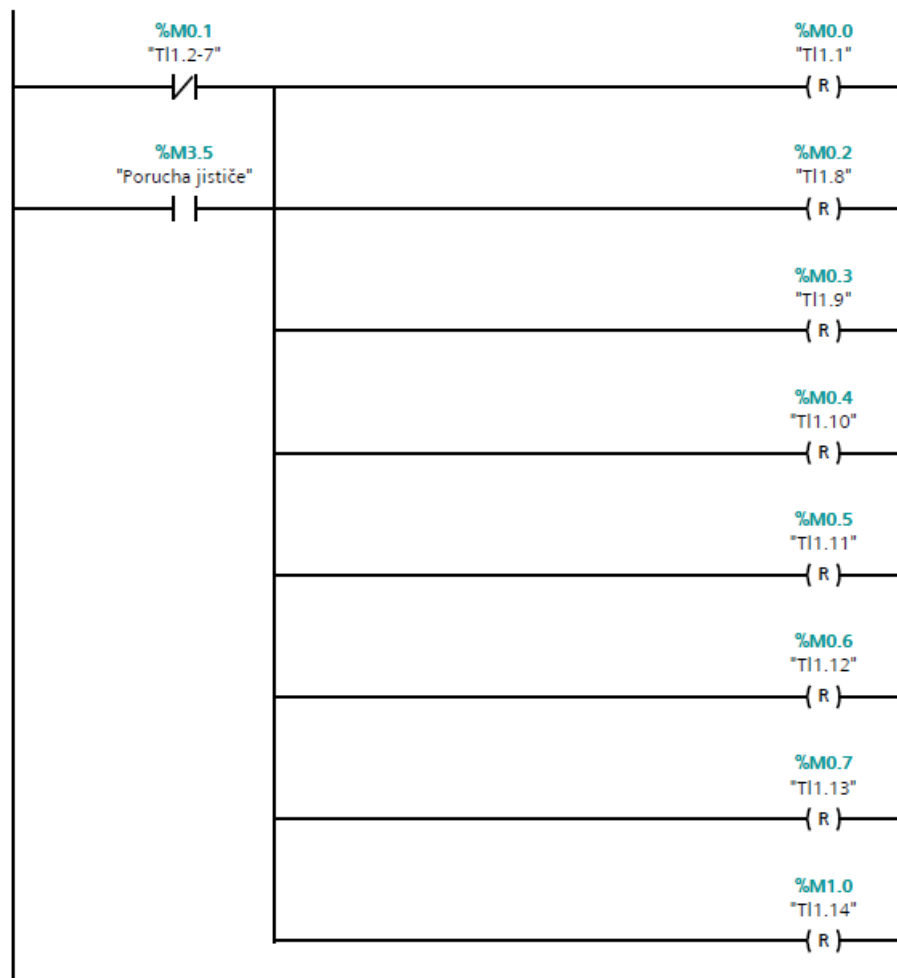 %M0.1
"Tl1.2-7"
%M0.0
"Tl1.1"
( R )
%M3.5
"Porucha jističe"
%M0.2
"Tl1.8"
( R )
%M0.3
"Tl1.9"
( R )
%M0.4
"Tl1.10"
( R )
%M0.5
"Tl1.11"
( R )
%M0.6
"Tl1.12"
( R )
%M0.7
"Tl1.13"
( R )
%M1.0
"Tl1.14"
( R )